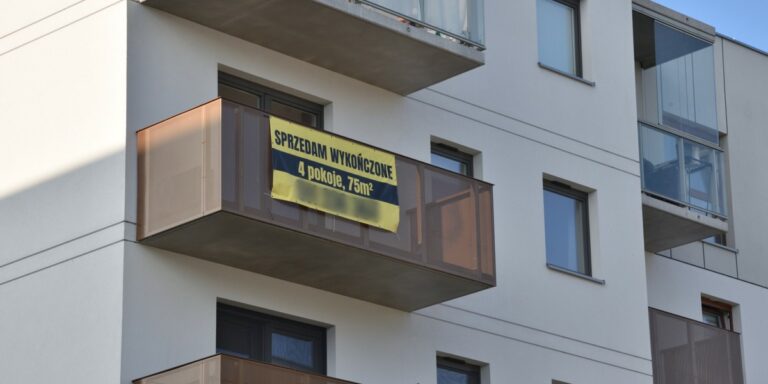 SPRZEDAM WYKOŃCZONE
4 pokoje, 75m²